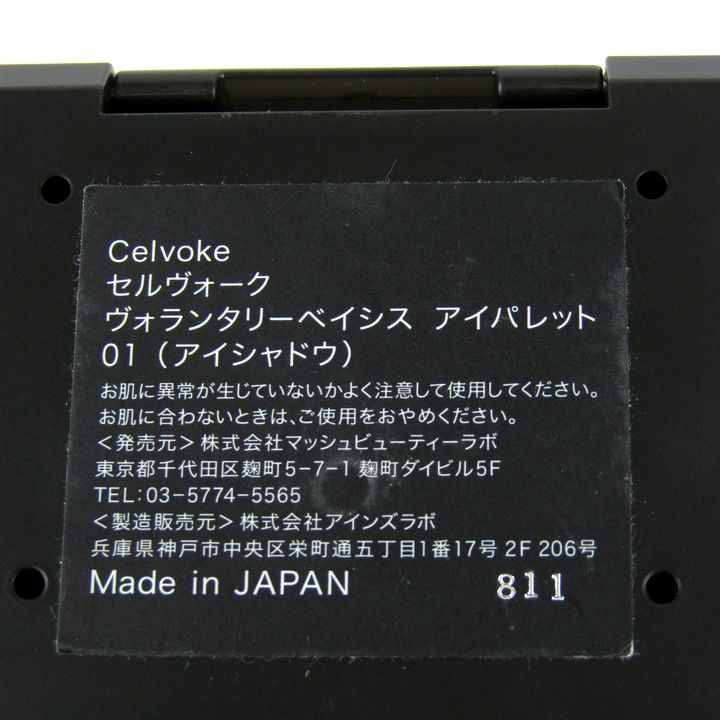 Celvoke
セルヴォーク
ヴォランタリーベイシス アイパレット
01（アイシャドウ）
お肌に異常が生じていないかよく注意して使用してください。
お肌に合わないときは、ご使用をおやめください。
＜発売元＞株式会社マッシュビューティーラボ
東京都千代田区麹町5-7-1 麹町ダイビル5F
TEL：03-5774-5565
＜製造販売元＞株式会社アインズラボ
兵庫県神戸市中央区栄町通五丁目1番17号 2F 206号
Made in JAPAN 811